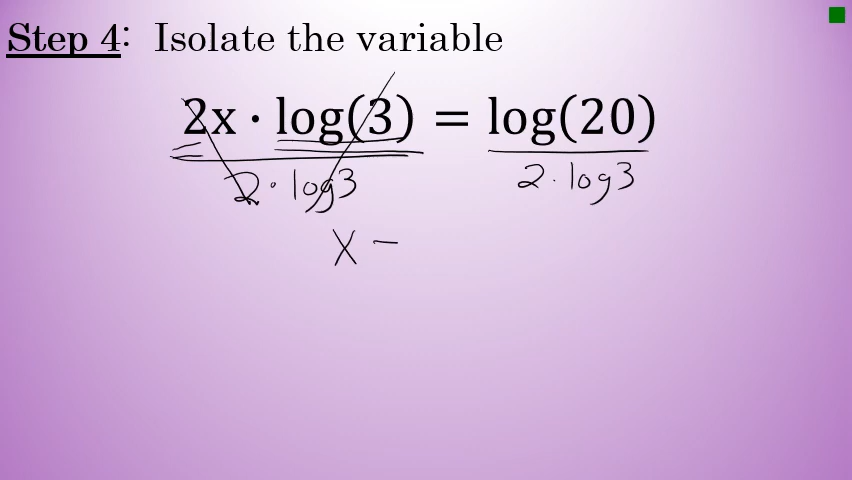 Step 4: Isolate the variable
2x · log(3) = log(20)
2 · log3 2 · log3
x -